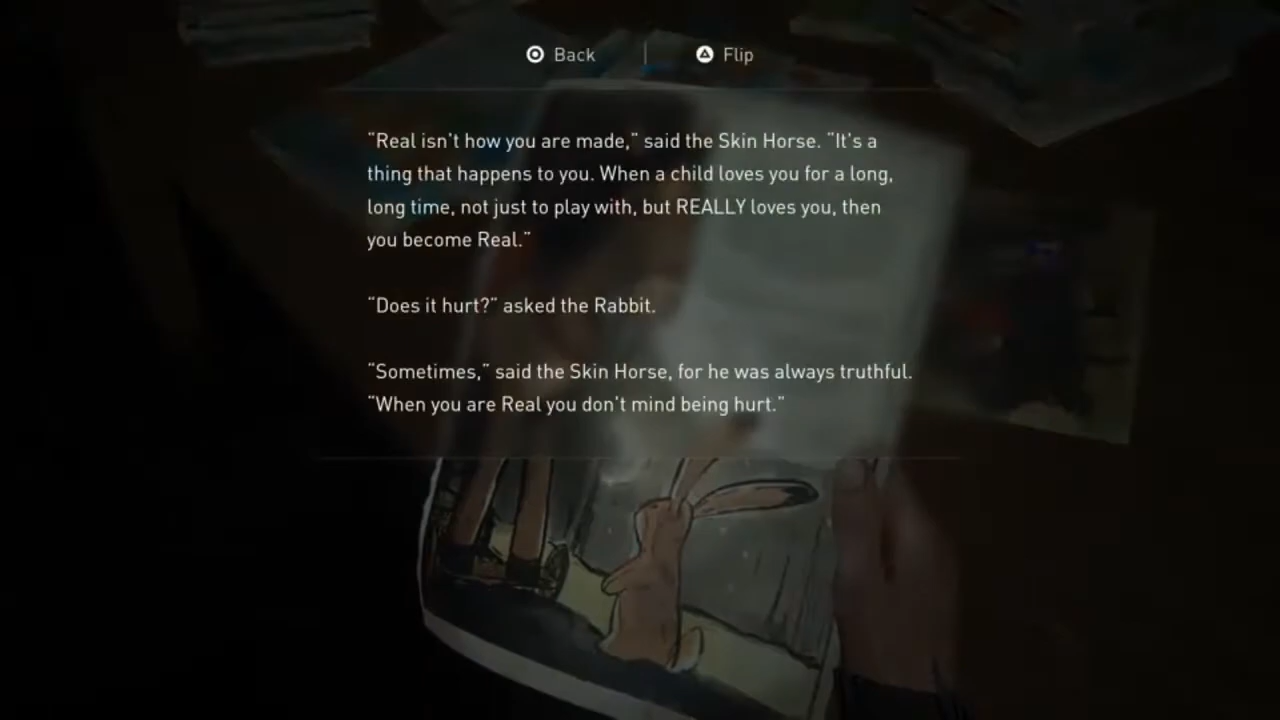 Back | Flip
“Real isn't how you are made,” said the Skin Horse. “It's a
thing that happens to you. When a child loves you for a long,
long time, not just to play with, but REALLY loves you, then
you become Real.”
“Does it hurt?” asked the Rabbit.
“Sometimes,” said the Skin Horse, for he was always truthful.
“When you are Real you don't mind being hurt.”